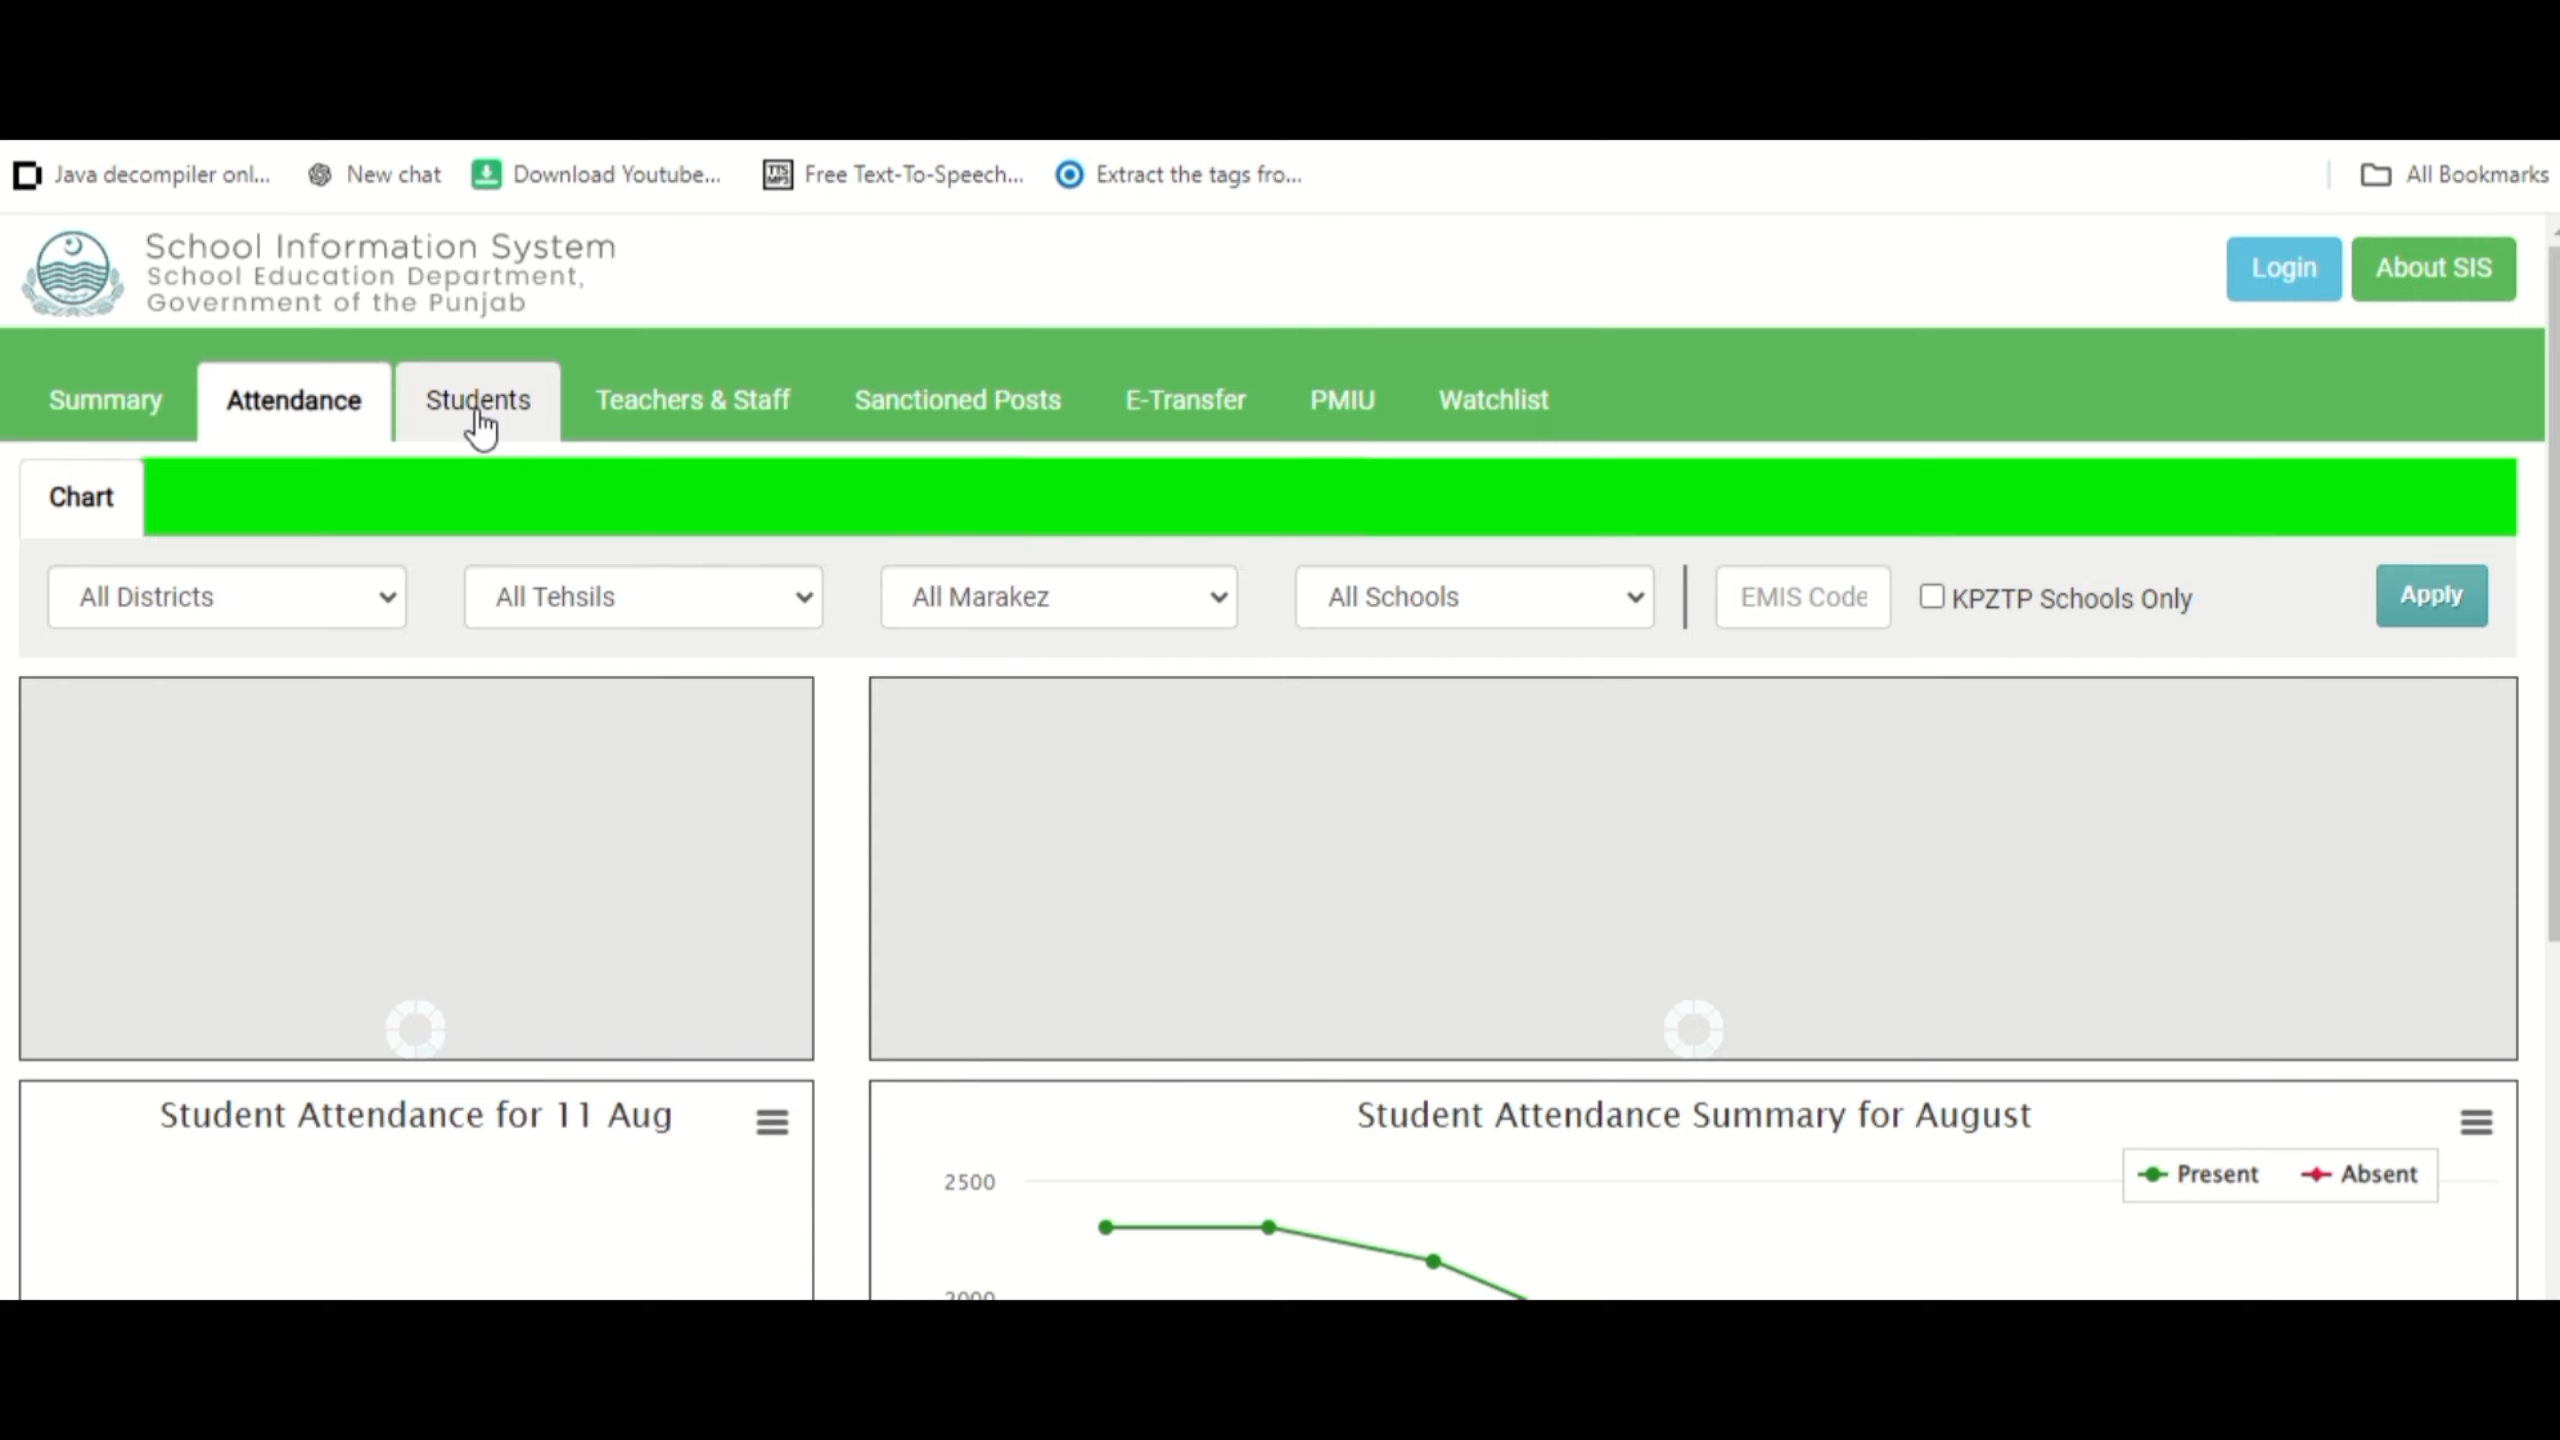 Java decompiler onl...
New chat
Download Youtube...
TTS MP3
Free Text-To-Speech...
Extract the tags fro...
All Bookmarks
School Information System
School Education Department,
Government of the Punjab
Login
About SIS
Summary
Attendance
Students
Teachers & Staff
Sanctioned Posts
E-Transfer
PMIU
Watchlist
Chart
All Districts
All Tehsils
All Marakez
All Schools
EMIS Code
KPZTP Schools Only
Apply
Student Attendance for 11 Aug
Student Attendance Summary for August
2500
Present
Absent
2000